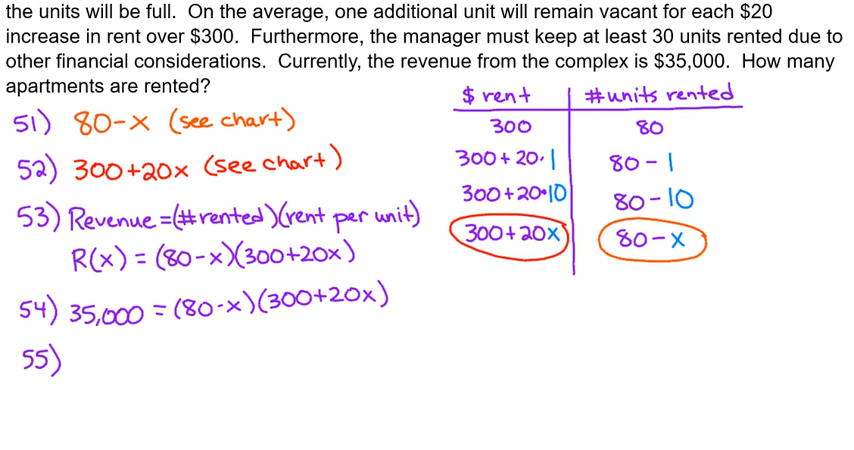 the units will be full.  On the average, one additional unit will remain vacant for each $20
increase in rent over $300.  Furthermore, the manager must keep at least 30 units rented due to
other financial considerations.  Currently, the revenue from the complex is $35,000.  How many
apartments are rented?
$ rent | # units rented
300 | 80
300 + 20·1 | 80 - 1
300 + 20·10 | 80 - 10
300 + 20x | 80 - x
51) 80-x (see chart)
52) 300+20x (see chart)
53) Revenue = (# rented)(rent per unit)
R(x) = (80-x)(300+20x)
54) 35,000 = (80-x)(300+20x)
55)